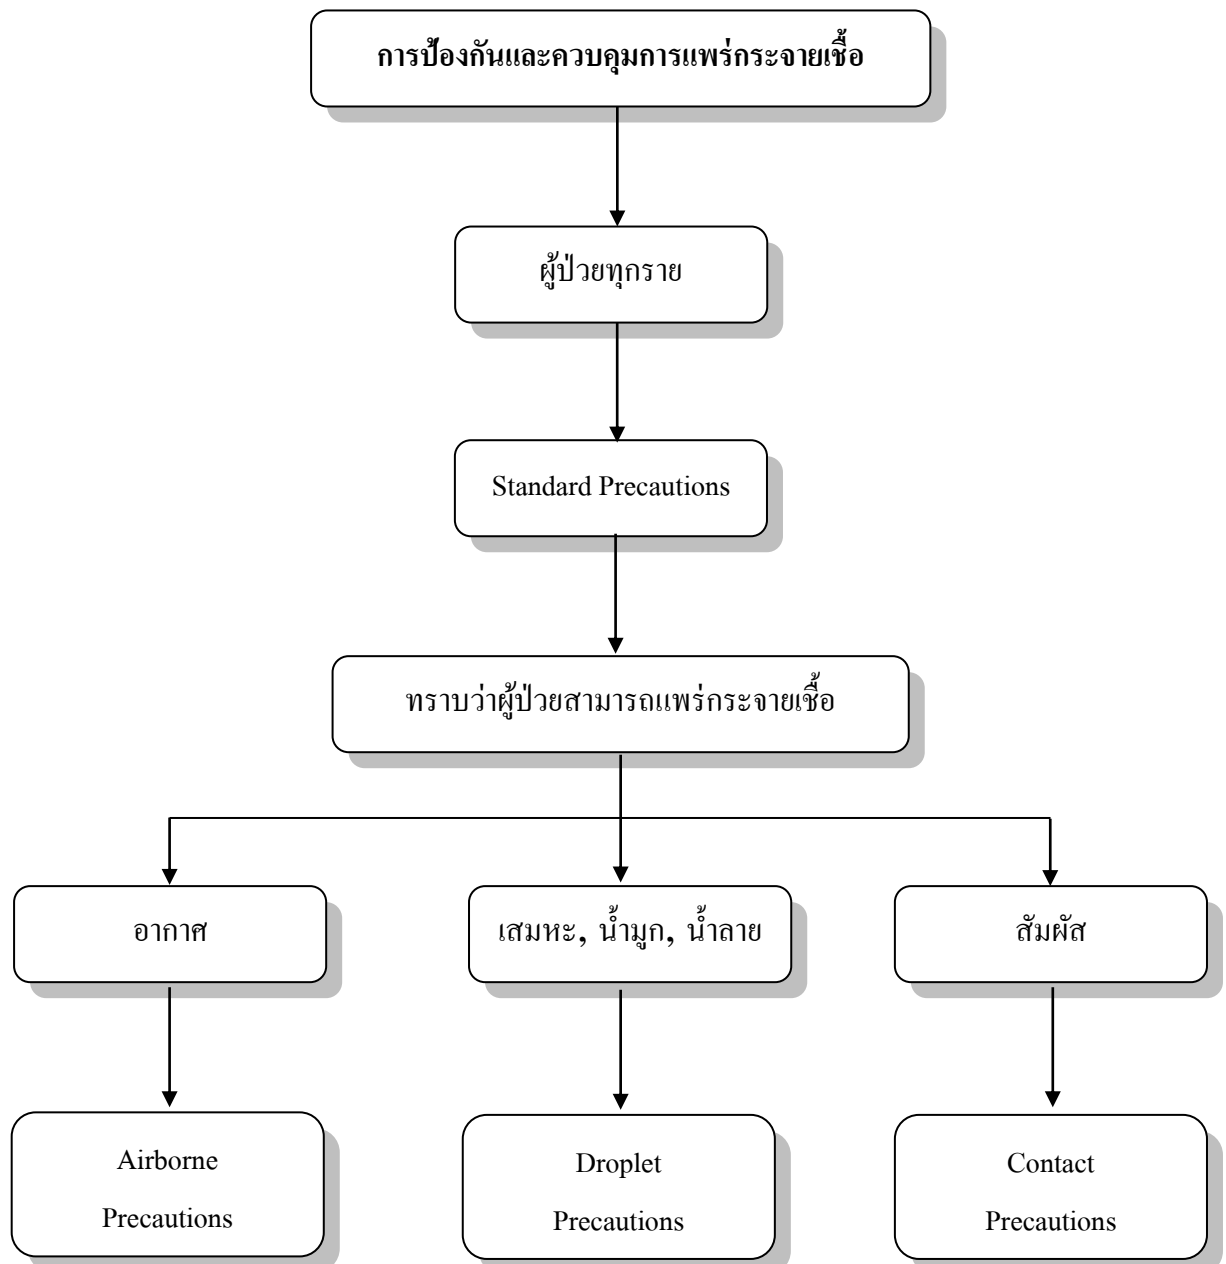 การป้องกันและควบคุมการแพร่กระจายเชื้อ
ผู้ป่วยทุกราย
Standard Precautions
ทราบว่าผู้ป่วยสามารถแพร่กระจายเชื้อ
อากาศ
เสมหะ, น้ำมูก, น้ำลาย
สัมผัส
Airborne
Precautions
Droplet
Precautions
Contact
Precautions